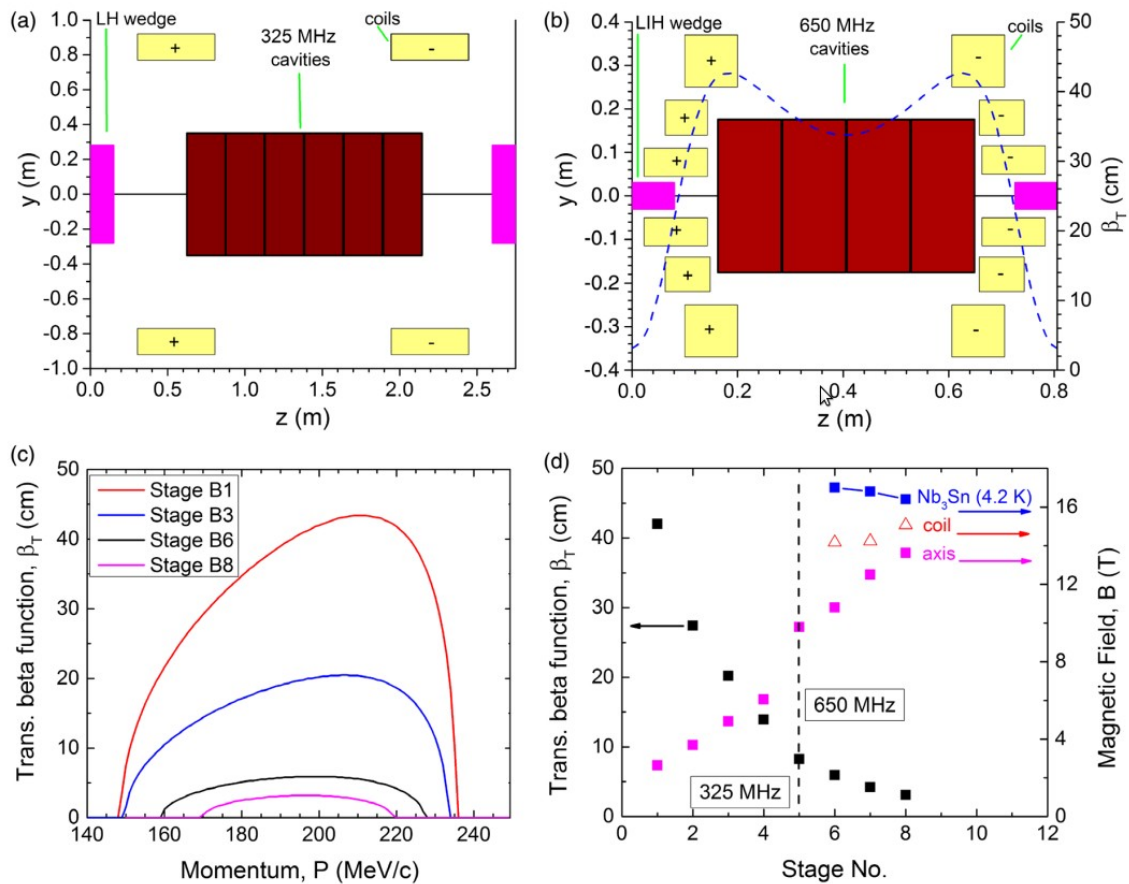 (a)
LH wedge
coils
325 MHz
cavities
+
-
+
-
1.0
0.8
0.6
0.4
0.2
0.0
-0.2
-0.4
-0.6
-0.8
-1.0
y (m)
0.0 0.5 1.0 1.5 2.0 2.5
z (m)
(b)
LIH wedge
650 MHz
cavities
coils
+
-
+
-
+
-
+
-
+
-
+
-
0.4
0.3
0.2
0.1
0.0
-0.1
-0.2
-0.3
-0.4
y (m)
50
40
30
20
10
0
β_T (cm)
0.0 0.2 0.4 0.6 0.8
z (m)
(c)
Stage B1
Stage B3
Stage B6
Stage B8
50
40
30
20
10
0
Trans. beta function, β_T (cm)
140 160 180 200 220 240
Momentum, P (MeV/c)
(d)
Nb₃Sn (4.2 K)
coil
axis
650 MHz
325 MHz
50
40
30
20
10
0
Trans. beta function, β_T (cm)
16
12
8
4
0
Magnetic Field, B (T)
0 2 4 6 8 10 12
Stage No.